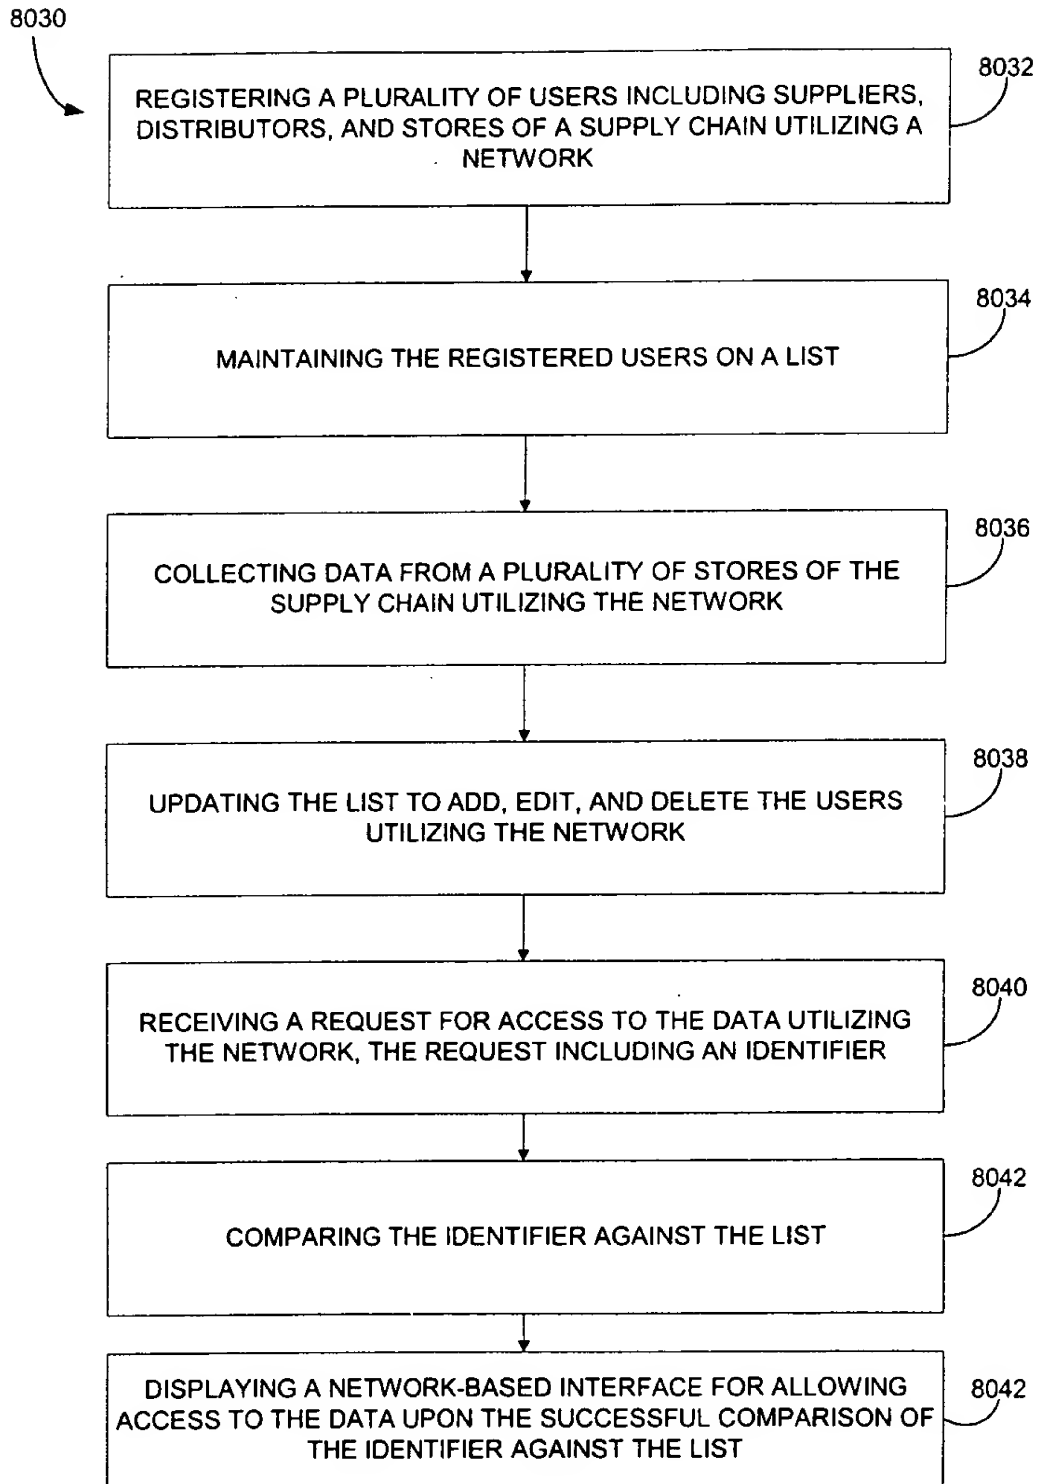 8030
8032
REGISTERING A PLURALITY OF USERS INCLUDING SUPPLIERS,
DISTRIBUTORS, AND STORES OF A SUPPLY CHAIN UTILIZING A
NETWORK
8034
MAINTAINING THE REGISTERED USERS ON A LIST
8036
COLLECTING DATA FROM A PLURALITY OF STORES OF THE
SUPPLY CHAIN UTILIZING THE NETWORK
8038
UPDATING THE LIST TO ADD, EDIT, AND DELETE THE USERS
UTILIZING THE NETWORK
8040
RECEIVING A REQUEST FOR ACCESS TO THE DATA UTILIZING
THE NETWORK, THE REQUEST INCLUDING AN IDENTIFIER
8042
COMPARING THE IDENTIFIER AGAINST THE LIST
8042
DISPLAYING A NETWORK-BASED INTERFACE FOR ALLOWING
ACCESS TO THE DATA UPON THE SUCCESSFUL COMPARISON OF
THE IDENTIFIER AGAINST THE LIST